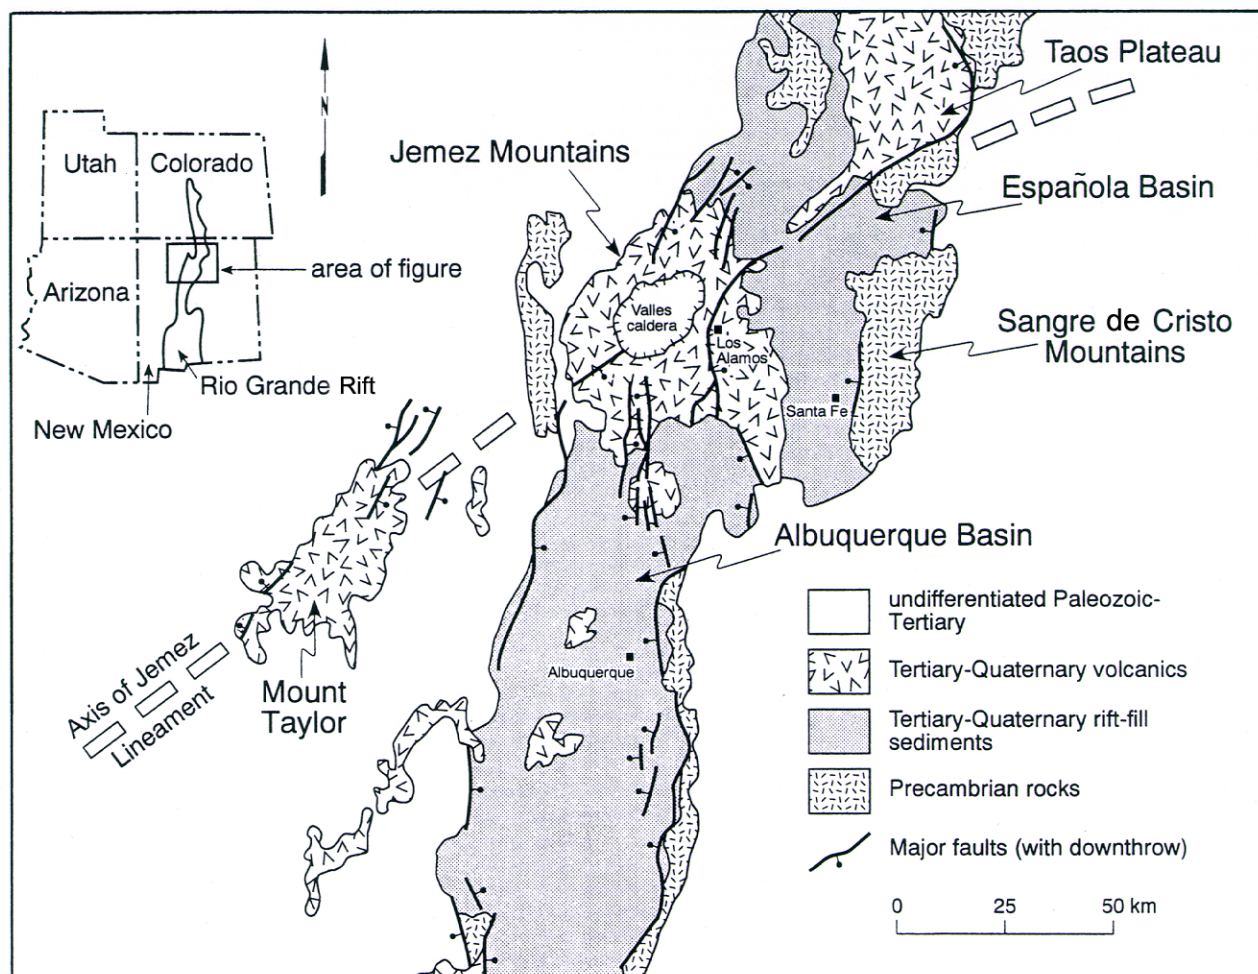 Taos Plateau
N
Jemez Mountains
Utah
Colorado
Española Basin
area of figure
Arizona
Valles
caldera
Sangre de Cristo
Mountains
Los
Alamos
Rio Grande Rift
Santa Fe
New Mexico
Albuquerque Basin
undifferentiated Paleozoic-
Tertiary
Axis of Jemez
Lineament
Mount
Taylor
Albuquerque
Tertiary-Quaternary volcanics
Tertiary-Quaternary rift-fill
sediments
Precambrian rocks
Major faults (with downthrow)
0 25 50 km